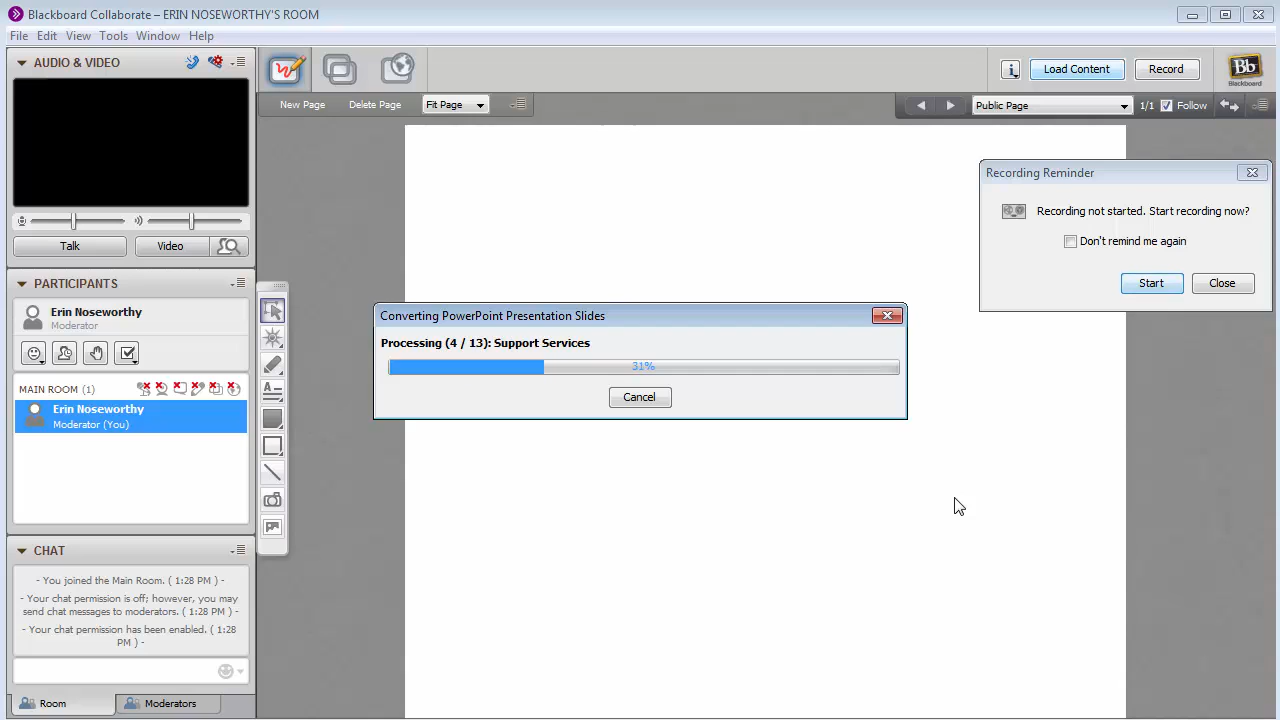 Blackboard Collaborate – ERIN NOSEWORTHY'S ROOM
File Edit View Tools Window Help
AUDIO & VIDEO
Load Content
Record
Bb
Blackboard
New Page
Delete Page
Fit Page
Public Page
1/1
Follow
Talk
Video
PARTICIPANTS
Erin Noseworthy
Moderator
MAIN ROOM (1)
Erin Noseworthy
Moderator (You)
CHAT
- You joined the Main Room. ( 1:28 PM ) -
- Your chat permission is off; however, you may
send chat messages to moderators. ( 1:28 PM ) -
- Your chat permission has been enabled. ( 1:28
PM ) -
Room
Moderators
Converting PowerPoint Presentation Slides
Processing (4 / 13): Support Services
31%
Cancel
Recording Reminder
Recording not started. Start recording now?
Don't remind me again
Start
Close